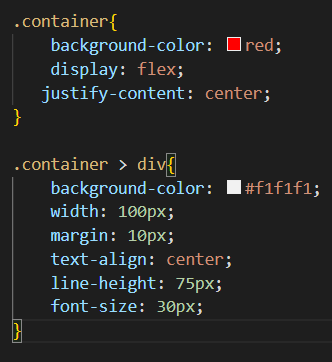 .container{
    background-color: red;
    display: flex;
   justify-content: center;
}

.container > div{
    background-color: #f1f1f1;
    width: 100px;
    margin: 10px;
    text-align: center;
    line-height: 75px;
    font-size: 30px;
}